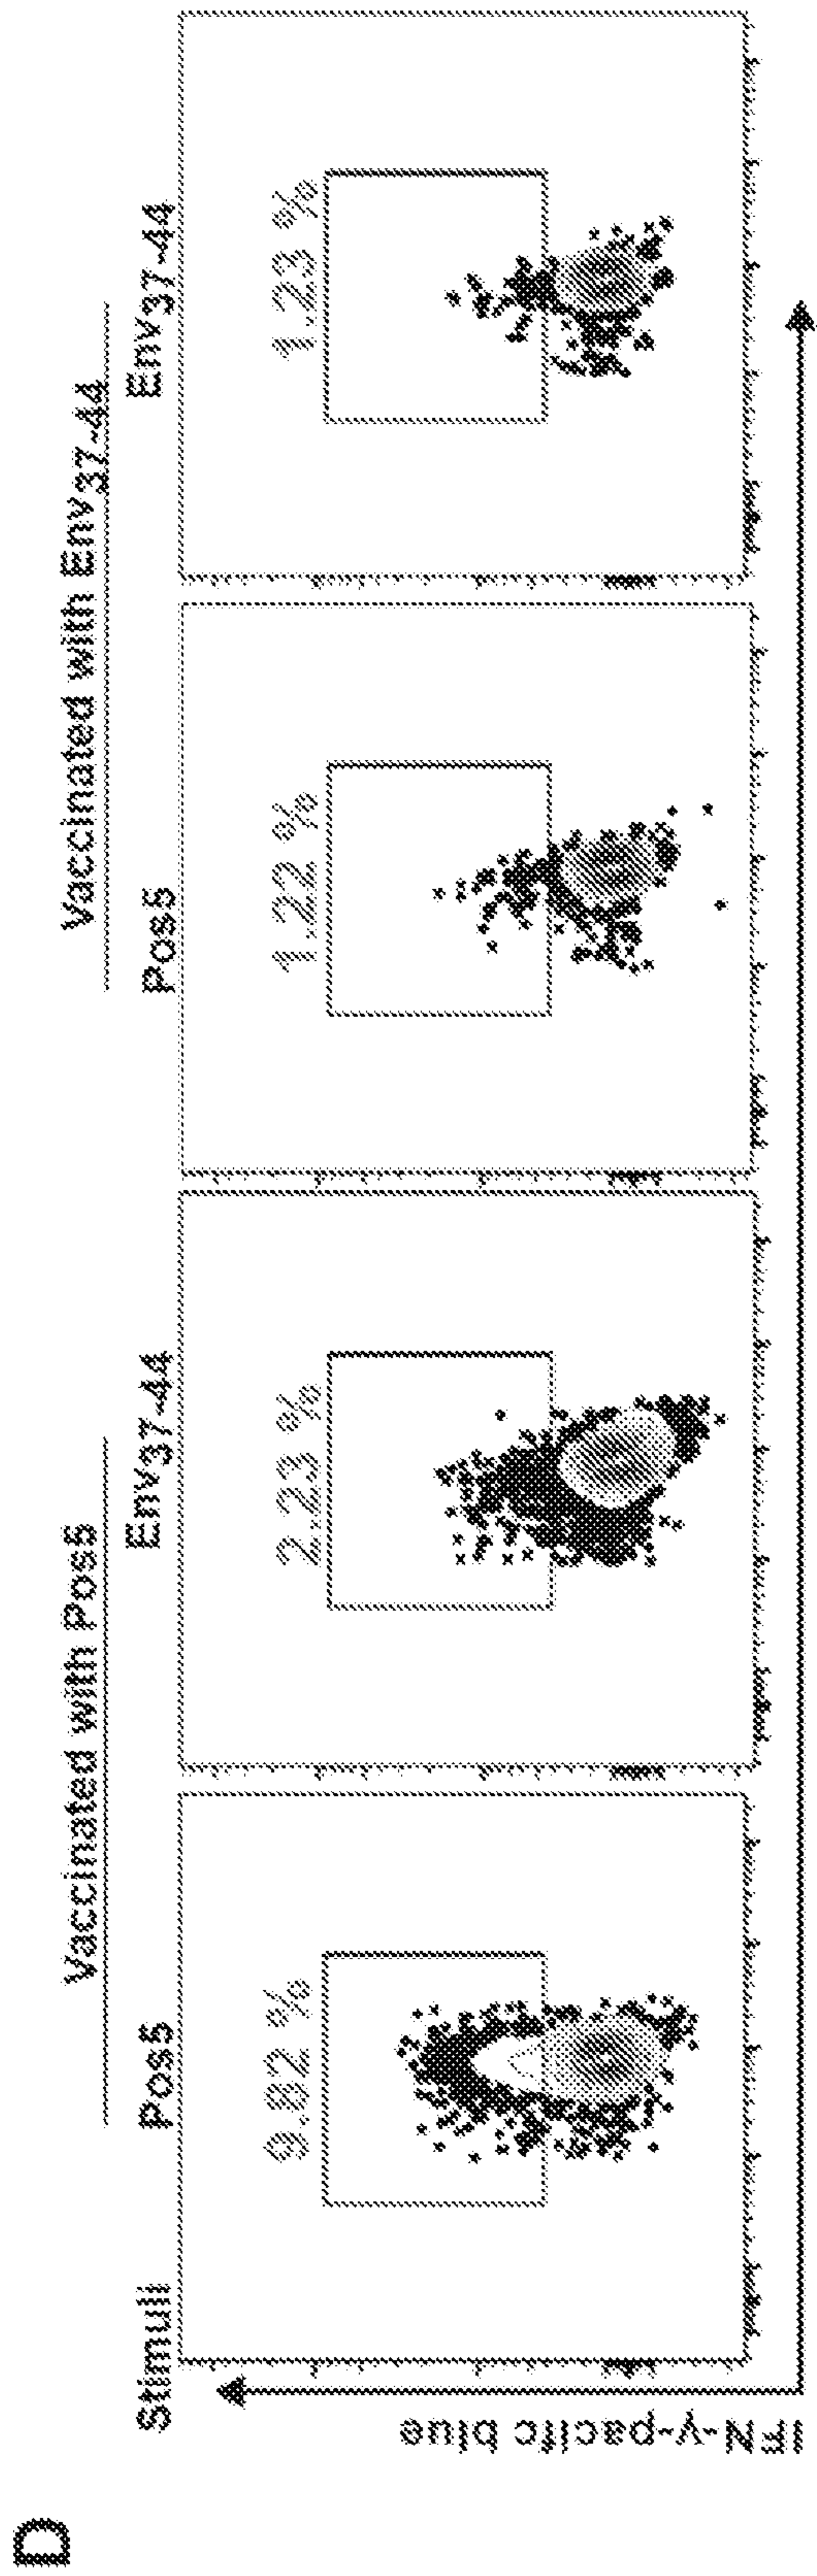 D
Vaccinated with Pos5
Vaccinated with Env37-44
Stimuli
Pos5
Env37-44
Pos5
Env37-44
9.82 %
2.23 %
1.22 %
1.23 %
IFN-γ-pacific blue